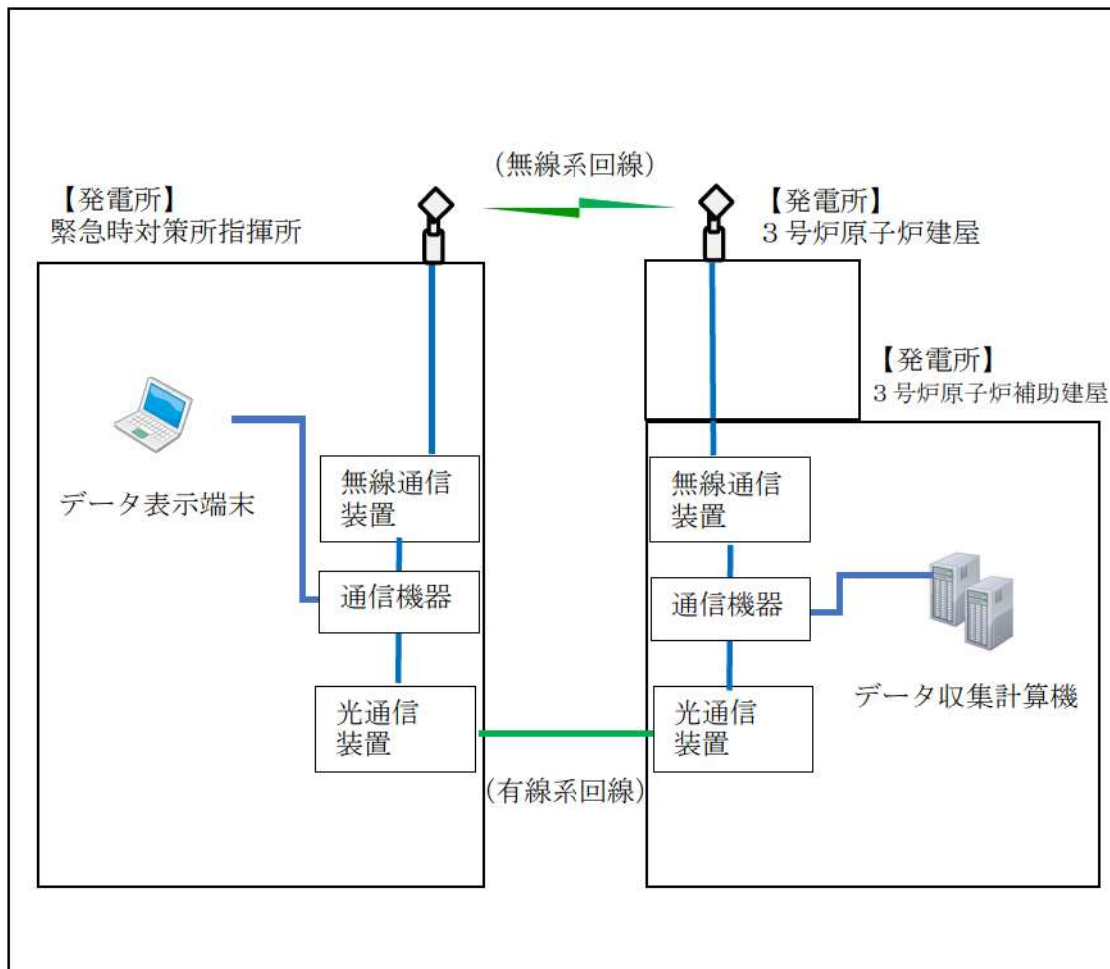 (無線系回線)
【発電所】
緊急時対策所指揮所
【発電所】
３号炉原子炉建屋
【発電所】
３号炉原子炉補助建屋
データ表示端末
無線通信
装置
通信機器
光通信
装置
無線通信
装置
通信機器
光通信
装置
データ収集計算機
(有線系回線)